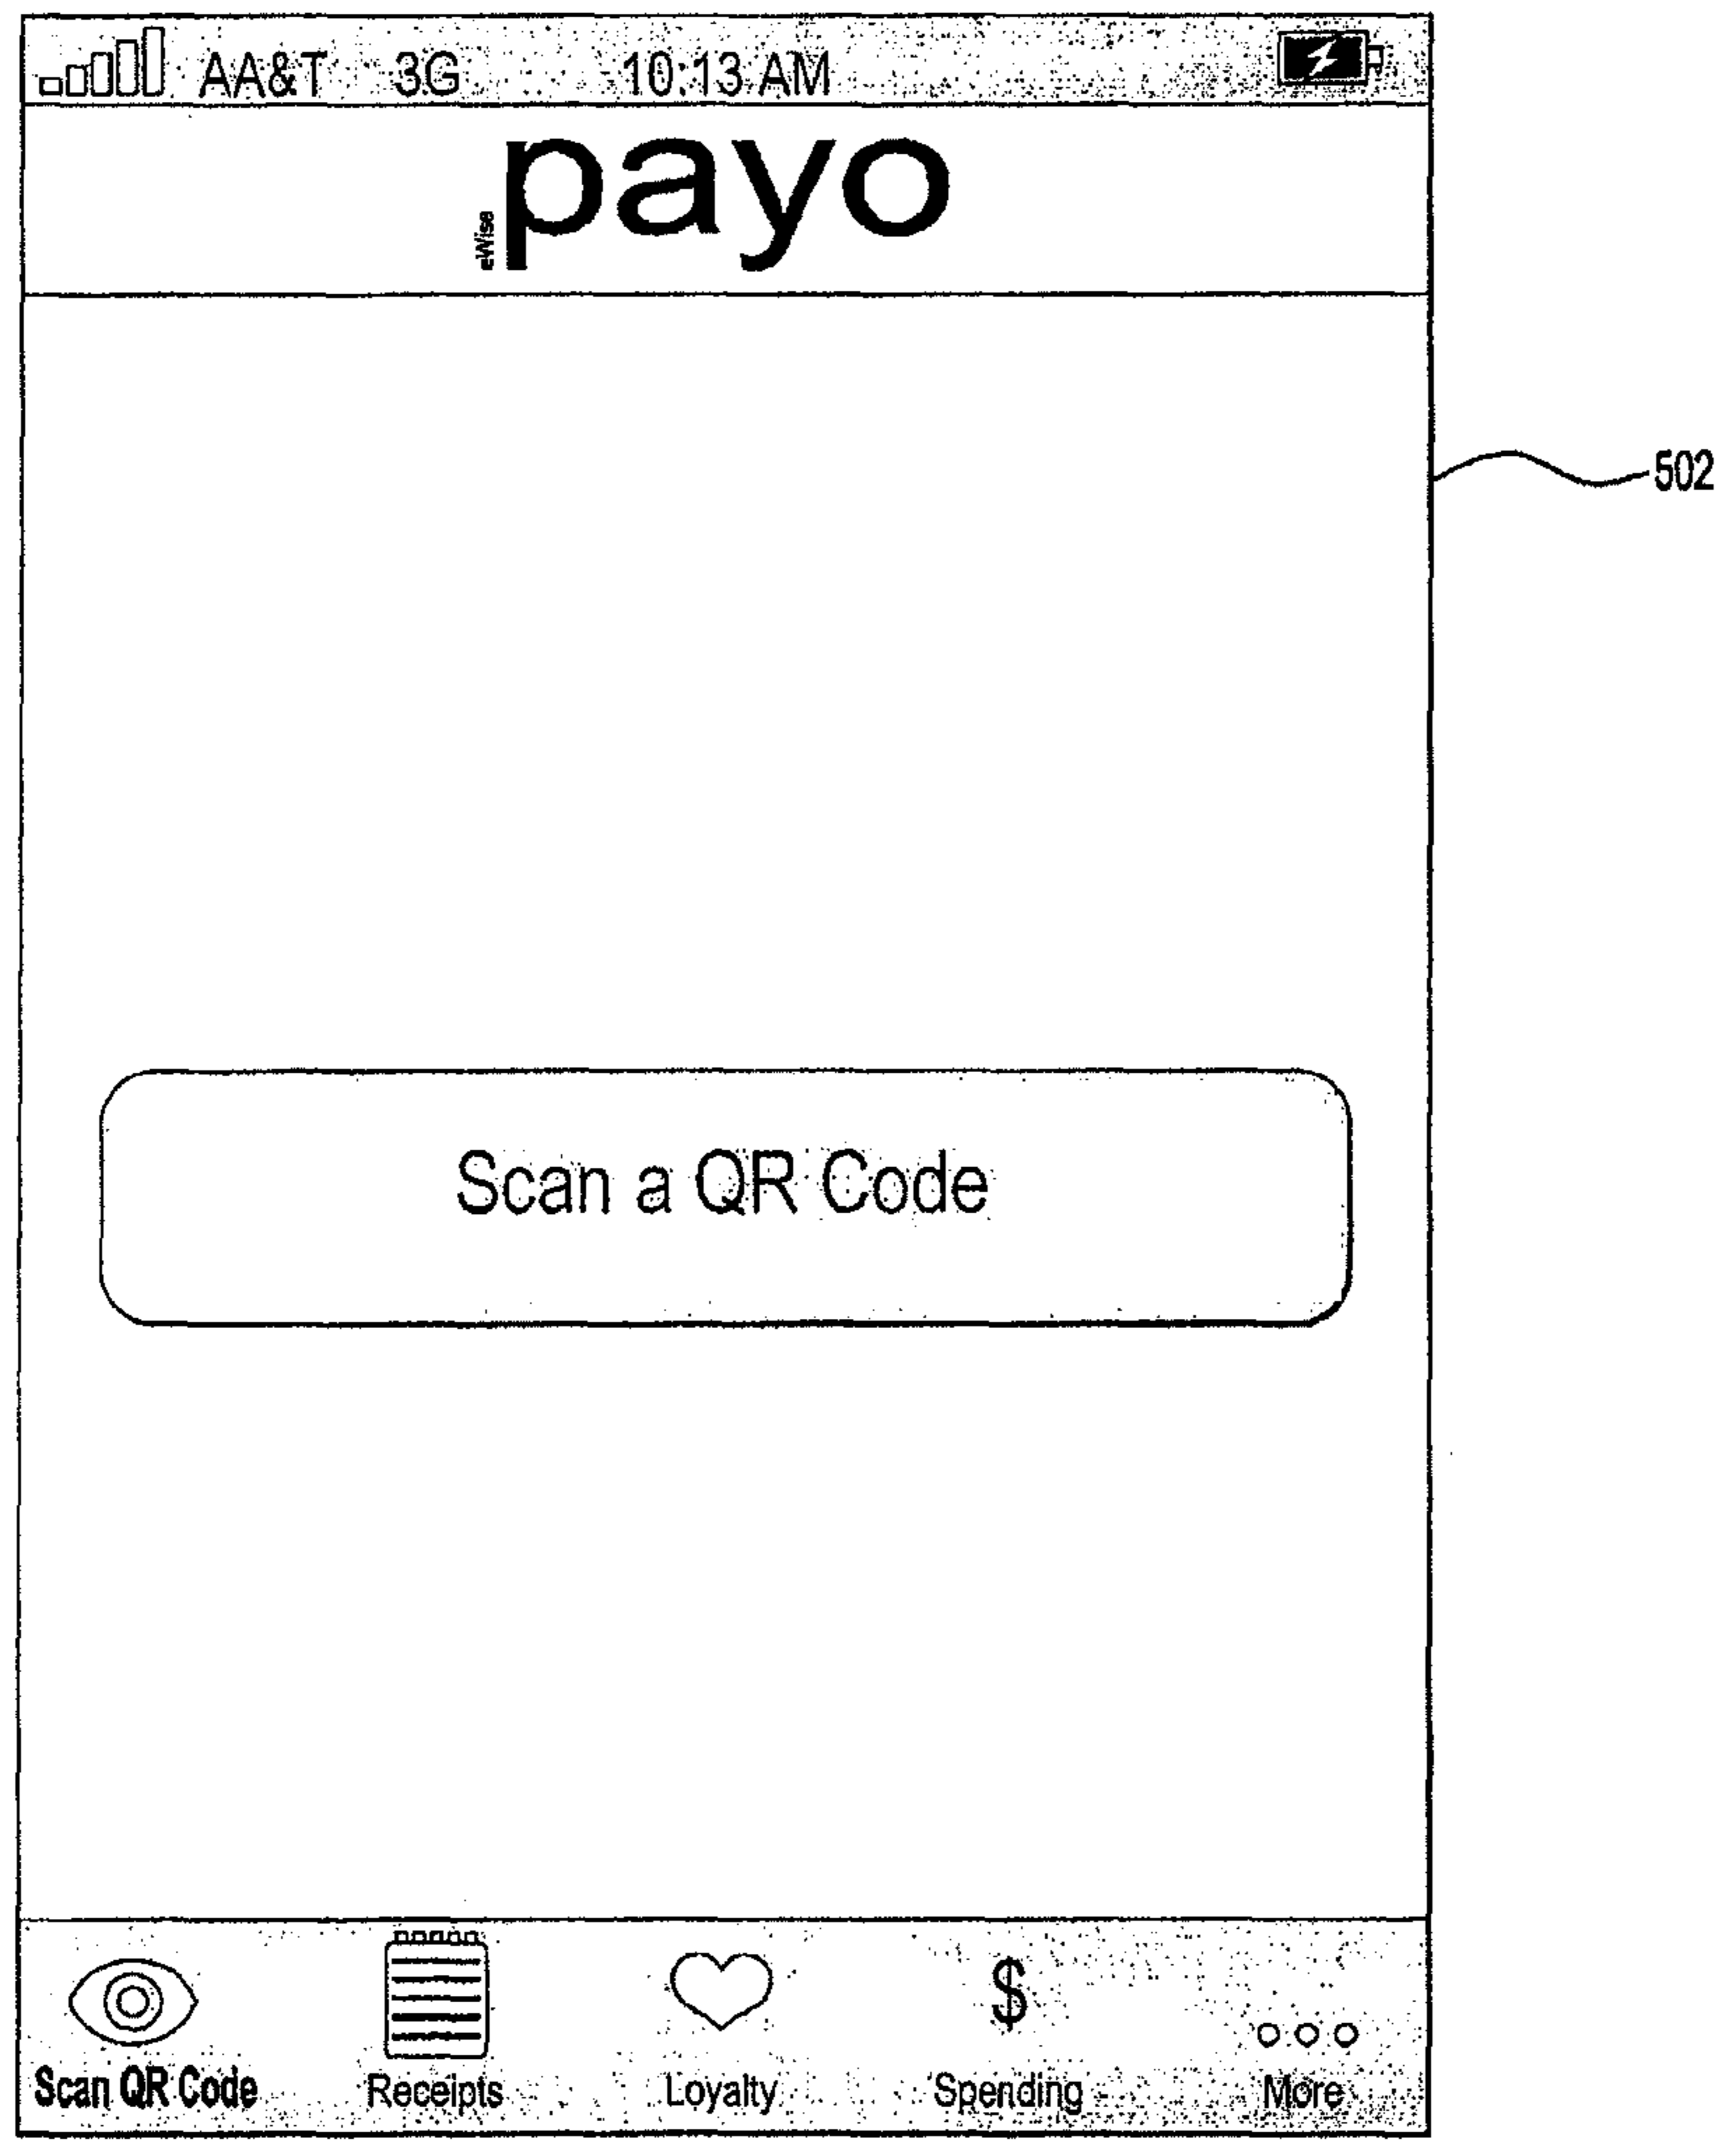 AA&T 3G 10:13 AM
eWise payo
502
Scan a QR Code
Scan QR Code Receipts Loyalty Spending More